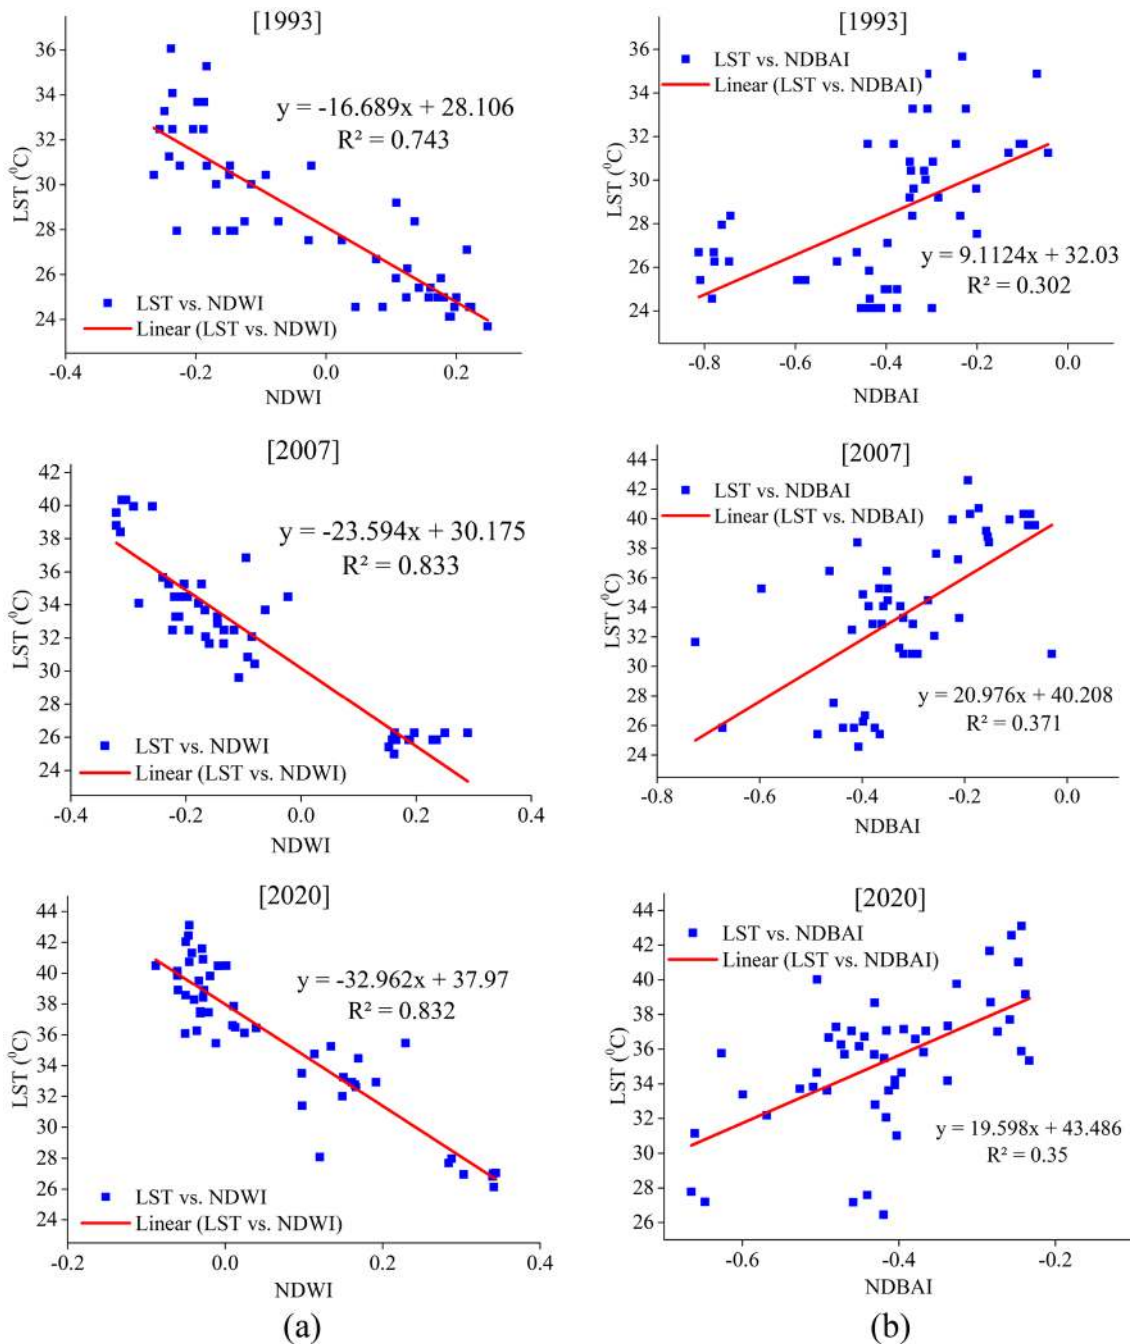 [1993]
36
34
32
30
28
26
24
LST (⁰C)
y = -16.689x + 28.106
R² = 0.743
LST vs. NDWI
Linear (LST vs. NDWI)
-0.4
-0.2
0.0
0.2
NDWI
[1993]
36
34
32
30
28
26
24
LST (⁰C)
LST vs. NDBAI
Linear (LST vs. NDBAI)
y = 9.1124x + 32.03
R² = 0.302
-0.8
-0.6
-0.4
-0.2
0.0
NDBAI
[2007]
42
40
38
36
34
32
30
28
26
24
LST (⁰C)
y = -23.594x + 30.175
R² = 0.833
LST vs. NDWI
Linear (LST vs. NDWI)
-0.4
-0.2
0.0
0.2
0.4
NDWI
[2007]
44
42
40
38
36
34
32
30
28
26
24
LST (⁰C)
LST vs. NDBAI
Linear (LST vs. NDBAI)
y = 20.976x + 40.208
R² = 0.371
-0.8
-0.6
-0.4
-0.2
0.0
NDBAI
[2020]
44
42
40
38
36
34
32
30
28
26
24
LST (⁰C)
y = -32.962x + 37.97
R² = 0.832
LST vs. NDWI
Linear (LST vs. NDWI)
-0.2
0.0
0.2
0.4
NDWI
[2020]
44
42
40
38
36
34
32
30
28
26
LST (⁰C)
LST vs. NDBAI
Linear (LST vs. NDBAI)
y = 19.598x + 43.486
R² = 0.35
-0.6
-0.4
-0.2
NDBAI
(a)
(b)